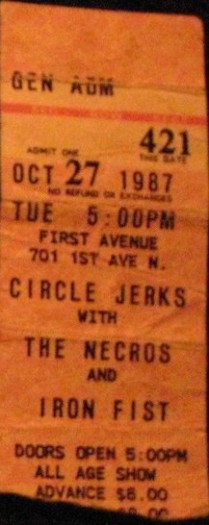 GEN ADM
421
ADMIT ONE THIS DATE
OCT 27 1987
NO REFUND OR EXCHANGES
TUE 5:00PM
FIRST AVENUE
701 1ST AVE N.
CIRCLE JERKS
WITH
THE NECROS
AND
IRON FIST
DOORS OPEN 5:00PM
ALL AGE SHOW
ADVANCE $6.00